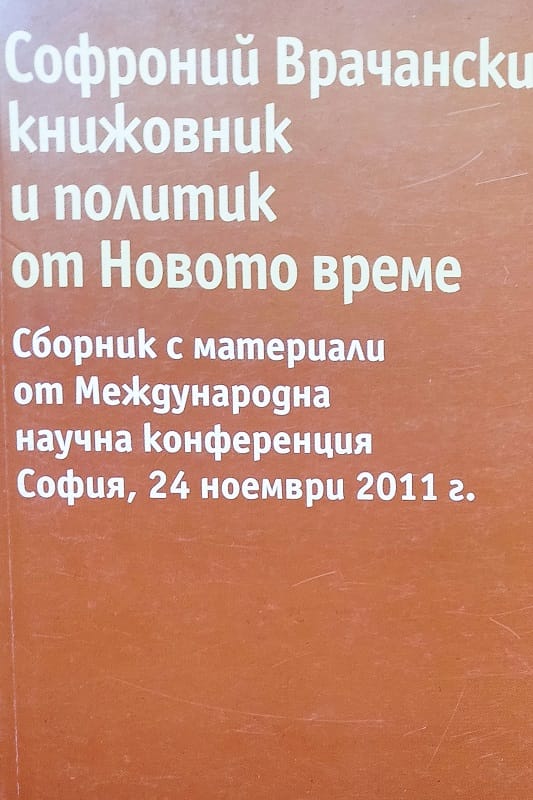 Софроний Врачански
книжовник
и политик
от Новото време
Сборник с материали
от Международна
научна конференция
София, 24 ноември 2011 г.